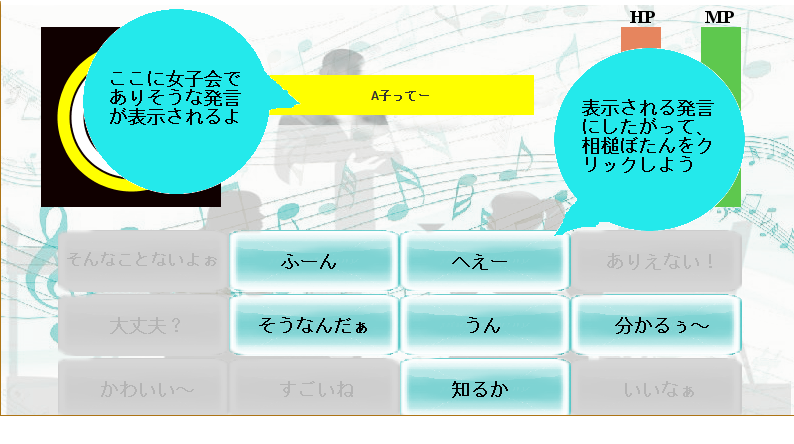 HP MP
ここに女子会で
ありそうな発言
が表示されるよ
A子ってー
表示される発言
にしたがって、
相槌ぼたんをク
リックしよう
そんなことないよぉ ふーん へえー ありえない！
大丈夫？ そうなんだぁ うん 分かるぅ～
かわいい～ すごいね 知るか いいなぁ